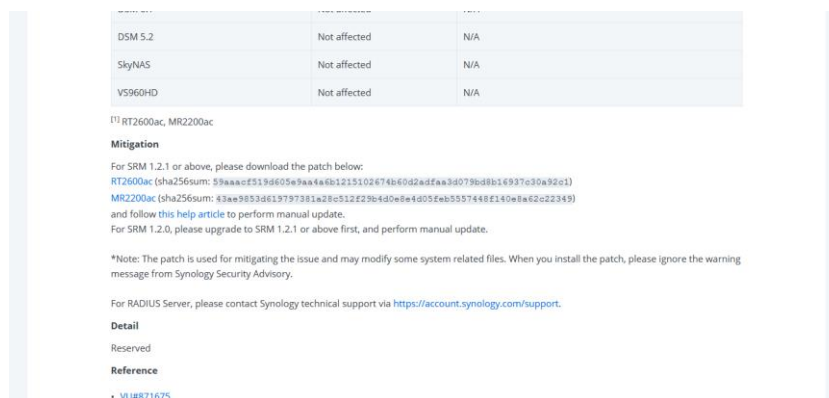 DSM 5.2 Not affected N/A
SkyNAS Not affected N/A
VS960HD Not affected N/A
[1] RT2600ac, MR2200ac
Mitigation
For SRM 1.2.1 or above, please download the patch below:
RT2600ac (sha256sum: 59aaacf519d605e9aa4a6b1215102674b60d2adfaa3d079bd8b16937c30a92c1)
MR2200ac (sha256sum: 43ae9853d619797381a28c512f29b4d0e8e4d05feb5557448f140e8a62c22349)
and follow this help article to perform manual update.
For SRM 1.2.0, please upgrade to SRM 1.2.1 or above first, and perform manual update.
*Note: The patch is used for mitigating the issue and may modify some system related files. When you install the patch, please ignore the warning
message from Synology Security Advisory.
For RADIUS Server, please contact Synology technical support via https://account.synology.com/support.
Detail
Reserved
Reference
• VU#871675